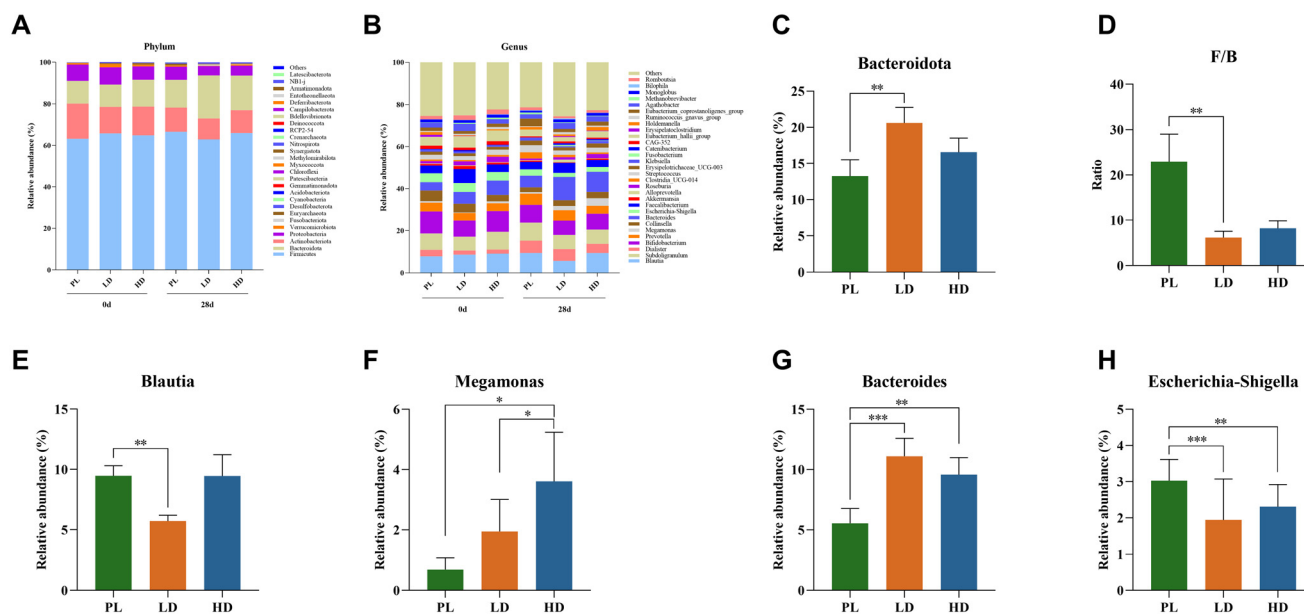 A
Phylum
Relative abundance (%)
100
80
60
40
20
0
PL
LD
HD
PL
LD
HD
0d
28d
Others
Latescibacterota
NB1-j
Armatimonadota
Entotheonellaeota
Deferribacterota
Campilobacterota
Bdellovibrionota
Deinococcota
RCP2-54
Crenarchaeota
Nitrospirota
Synergistota
Methylomirabilota
Myxococcota
Chloroflexi
Patescibacteria
Gemmatimonadota
Acidobacteriota
Cyanobacteria
Desulfobacterota
Euryarchaeota
Fusobacteriota
Verrucomicrobiota
Proteobacteria
Actinobacteriota
Bacteroidota
Firmicutes
B
Genus
Relative abundance (%)
100
80
60
40
20
0
PL
LD
HD
PL
LD
HD
0d
28d
Others
Romboutsia
Bilophila
Monoglobus
Methanobrevibacter
Agathobacter
Eubacterium_coprostanoligenes_group
Ruminococcus_gnavus_group
Holdemanella
Erysipelatoclostridium
Eubacterium_hallii_group
CAG-352
Catenibacterium
Fusobacterium
Klebsiella
Erysipelotrichaceae_UCG-003
Streptococcus
Clostridia_UCG-014
Roseburia
Alloprevotella
Akkermansia
Faecalibacterium
Escherichia-Shigella
Bacteroides
Collinsella
Megamonas
Prevotella
Bifidobacterium
Dialister
Subdoligranulum
Blautia
C
Bacteroidota
Relative abundance (%)
25
20
15
10
5
0
**
PL
LD
HD
D
F/B
Ratio
40
30
20
10
0
**
PL
LD
HD
E
Blautia
Relative abundance (%)
15
10
5
0
**
PL
LD
HD
F
Megamonas
Relative abundance (%)
6
4
2
0
*
*
PL
LD
HD
G
Bacteroides
Relative abundance (%)
15
10
5
0
**
***
PL
LD
HD
H
Escherichia-Shigella
Relative abundance (%)
5
4
3
2
1
0
**
***
PL
LD
HD